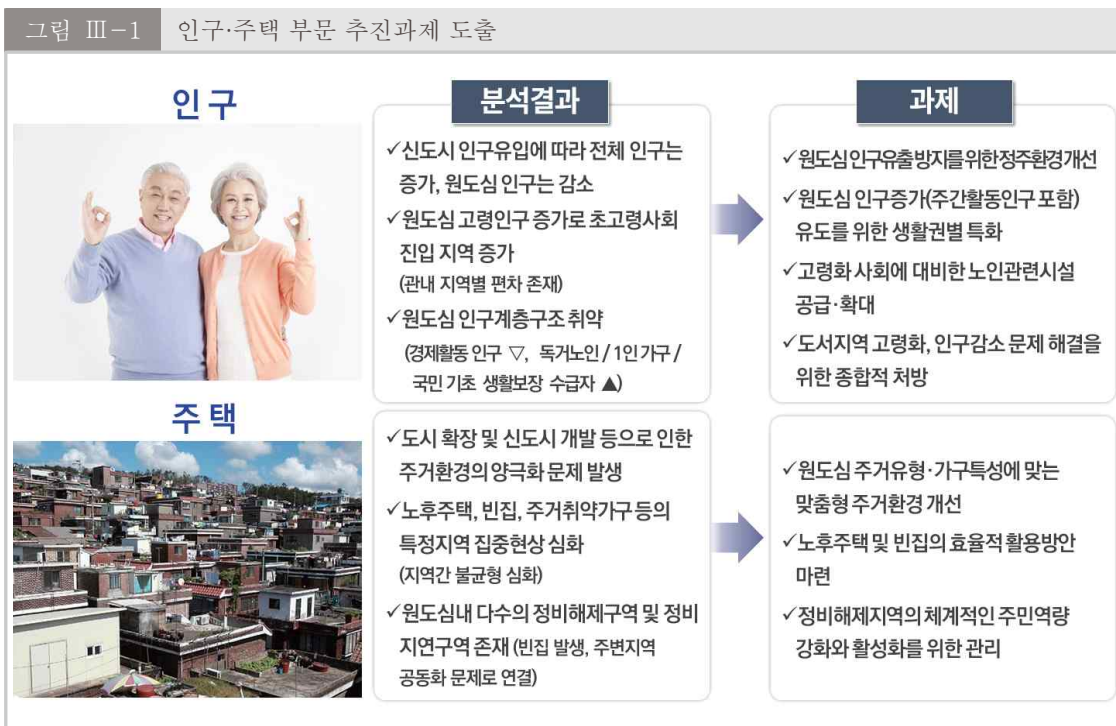 그림 Ⅲ-1 인구·주택 부문 추진과제 도출
인구
분석결과
✓신도시 인구유입에 따라 전체 인구는
증가, 원도심 인구는 감소
✓원도심 고령인구 증가로 초고령사회
진입 지역 증가
(관내 지역별 편차 존재)
✓원도심 인구계층구조 취약
(경제활동 인구 ▽, 독거노인 / 1인 가구 /
국민 기초 생활보장 수급자 ▲)
과제
✓원도심 인구유출 방지를 위한 정주환경 개선
✓원도심 인구증가(주간활동인구 포함)
유도를 위한 생활권별 특화
✓고령화 사회에 대비한 노인관련시설
공급·확대
✓도서지역 고령화, 인구감소 문제 해결을
위한 종합적 처방
주택
✓도시 확장 및 신도시 개발 등으로 인한
주거환경의 양극화 문제 발생
✓노후주택, 빈집, 주거취약가구 등의
특정지역 집중현상 심화
(지역간 불균형 심화)
✓원도심내 다수의 정비해제구역 및 정비
지연구역 존재 (빈집 발생, 주변지역
공동화 문제로 연결)
✓원도심 주거유형·가구특성에 맞는
맞춤형 주거환경 개선
✓노후주택 및 빈집의 효율적 활용방안
마련
✓정비해제지역의 체계적인 주민역량
강화와 활성화를 위한 관리